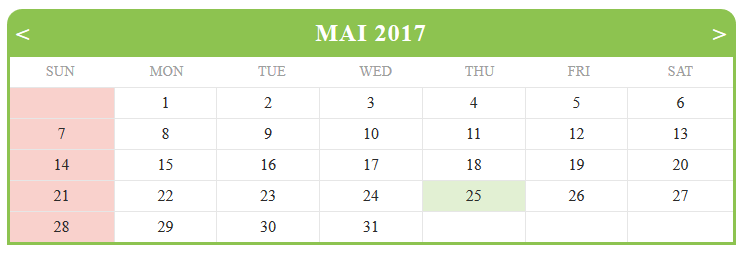 < MAI 2017 >
SUN MON TUE WED THU FRI SAT
1 2 3 4 5 6
7 8 9 10 11 12 13
14 15 16 17 18 19 20
21 22 23 24 25 26 27
28 29 30 31